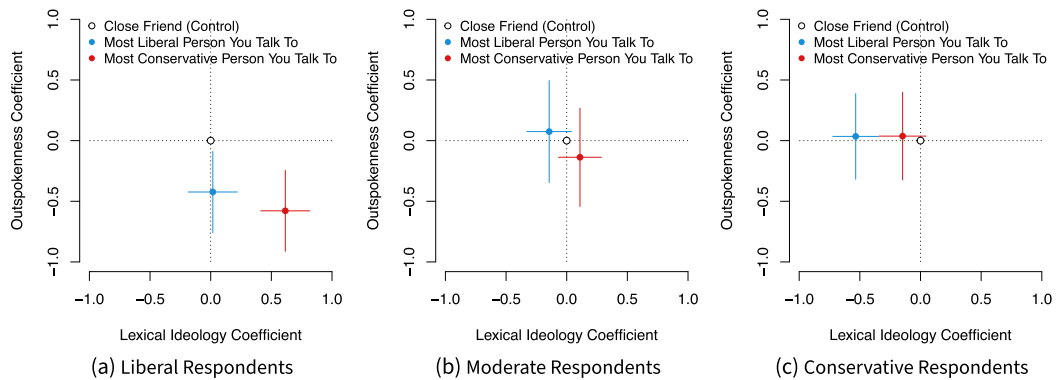 Close Friend (Control)
Most Liberal Person You Talk To
Most Conservative Person You Talk To
Outspokenness Coefficient
1.0
0.5
0.0
−0.5
−1.0
−1.0 −0.5 0.0 0.5 1.0
Lexical Ideology Coefficient
(a) Liberal Respondents
Close Friend (Control)
Most Liberal Person You Talk To
Most Conservative Person You Talk To
Outspokenness Coefficient
1.0
0.5
0.0
−0.5
−1.0
−1.0 −0.5 0.0 0.5 1.0
Lexical Ideology Coefficient
(b) Moderate Respondents
Close Friend (Control)
Most Liberal Person You Talk To
Most Conservative Person You Talk To
Outspokenness Coefficient
1.0
0.5
0.0
−0.5
−1.0
−1.0 −0.5 0.0 0.5 1.0
Lexical Ideology Coefficient
(c) Conservative Respondents